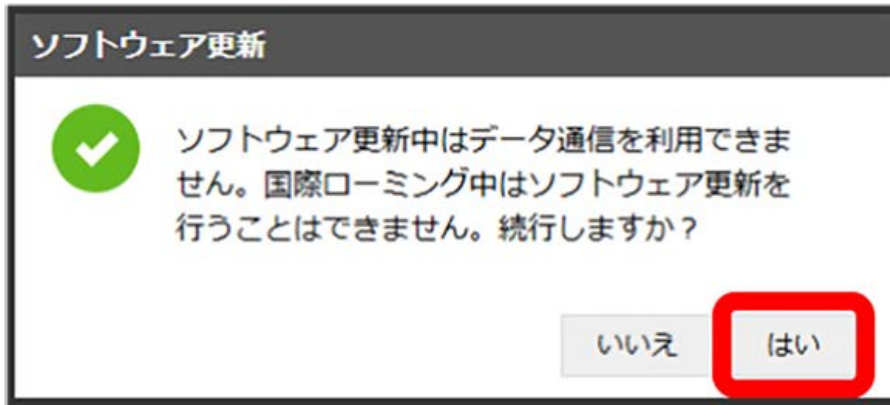 ソフトウェア更新
ソフトウェア更新中はデータ通信を利用できま
せん。国際ローミング中はソフトウェア更新を
行うことはできません。続行しますか？
いいえ
はい